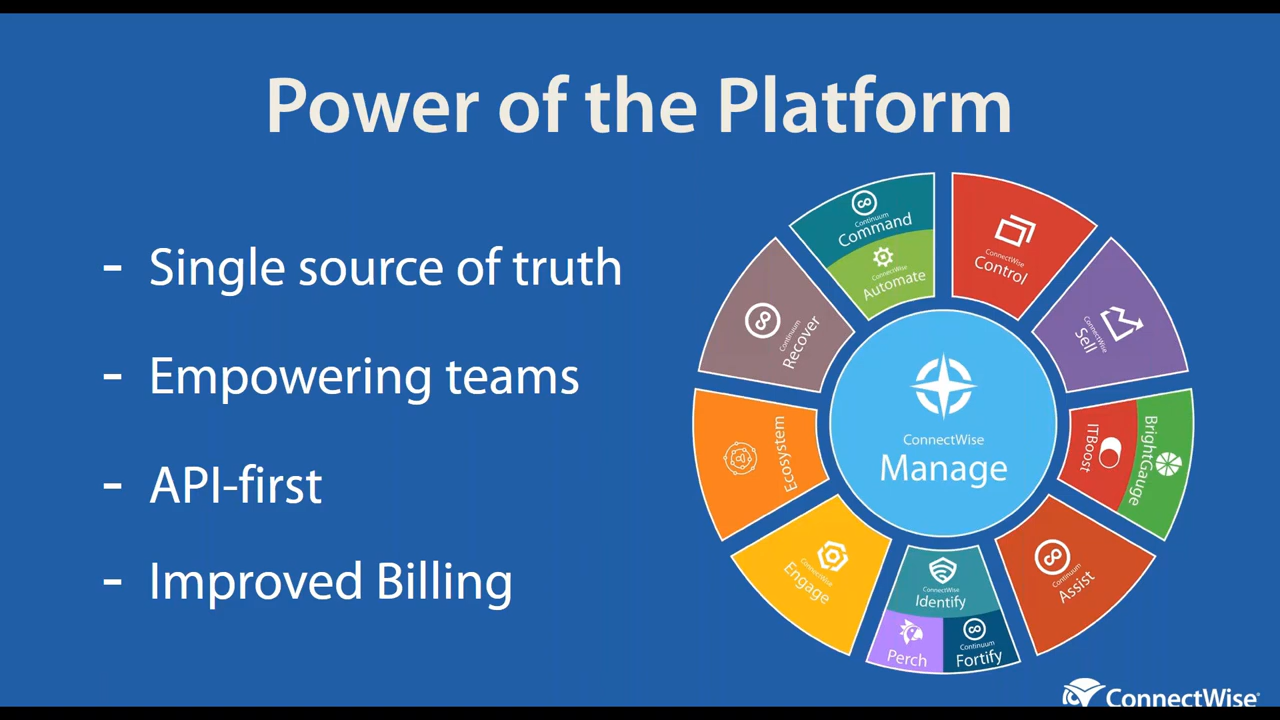 Power of the Platform
- Single source of truth
- Empowering teams
- API-first
- Improved Billing
Continuum
Command
ConnectWise
Automate
ConnectWise
Control
ConnectWise
Sell
BrightGauge
ITBoost
Continuum
Assist
ConnectWise
Identify
Perch
Continuum
Fortify
ConnectWise
Engage
Ecosystem
Continuum
Recover
ConnectWise
Manage
ConnectWise®